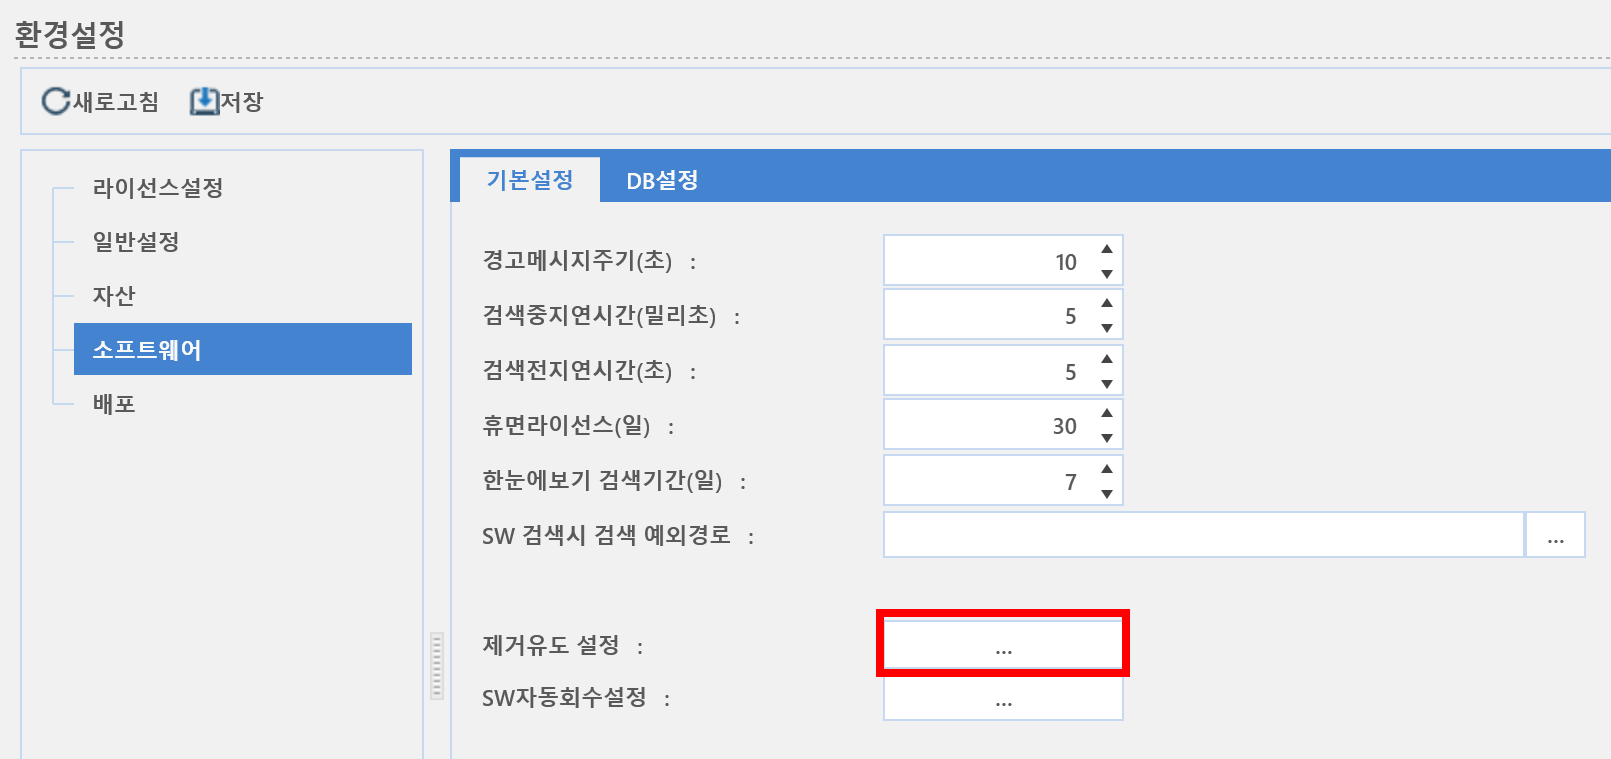 환경설정
새로고침 저장
라이선스설정
일반설정
자산
소프트웨어
배포
기본설정 DB설정
경고메시지주기(초) : 10
검색중지연시간(밀리초) : 5
검색전지연시간(초) : 5
휴면라이선스(일) : 30
한눈에보기 검색기간(일) : 7
SW 검색시 검색 예외경로 : ...
제거유도 설정 : ...
SW자동회수설정 : ...